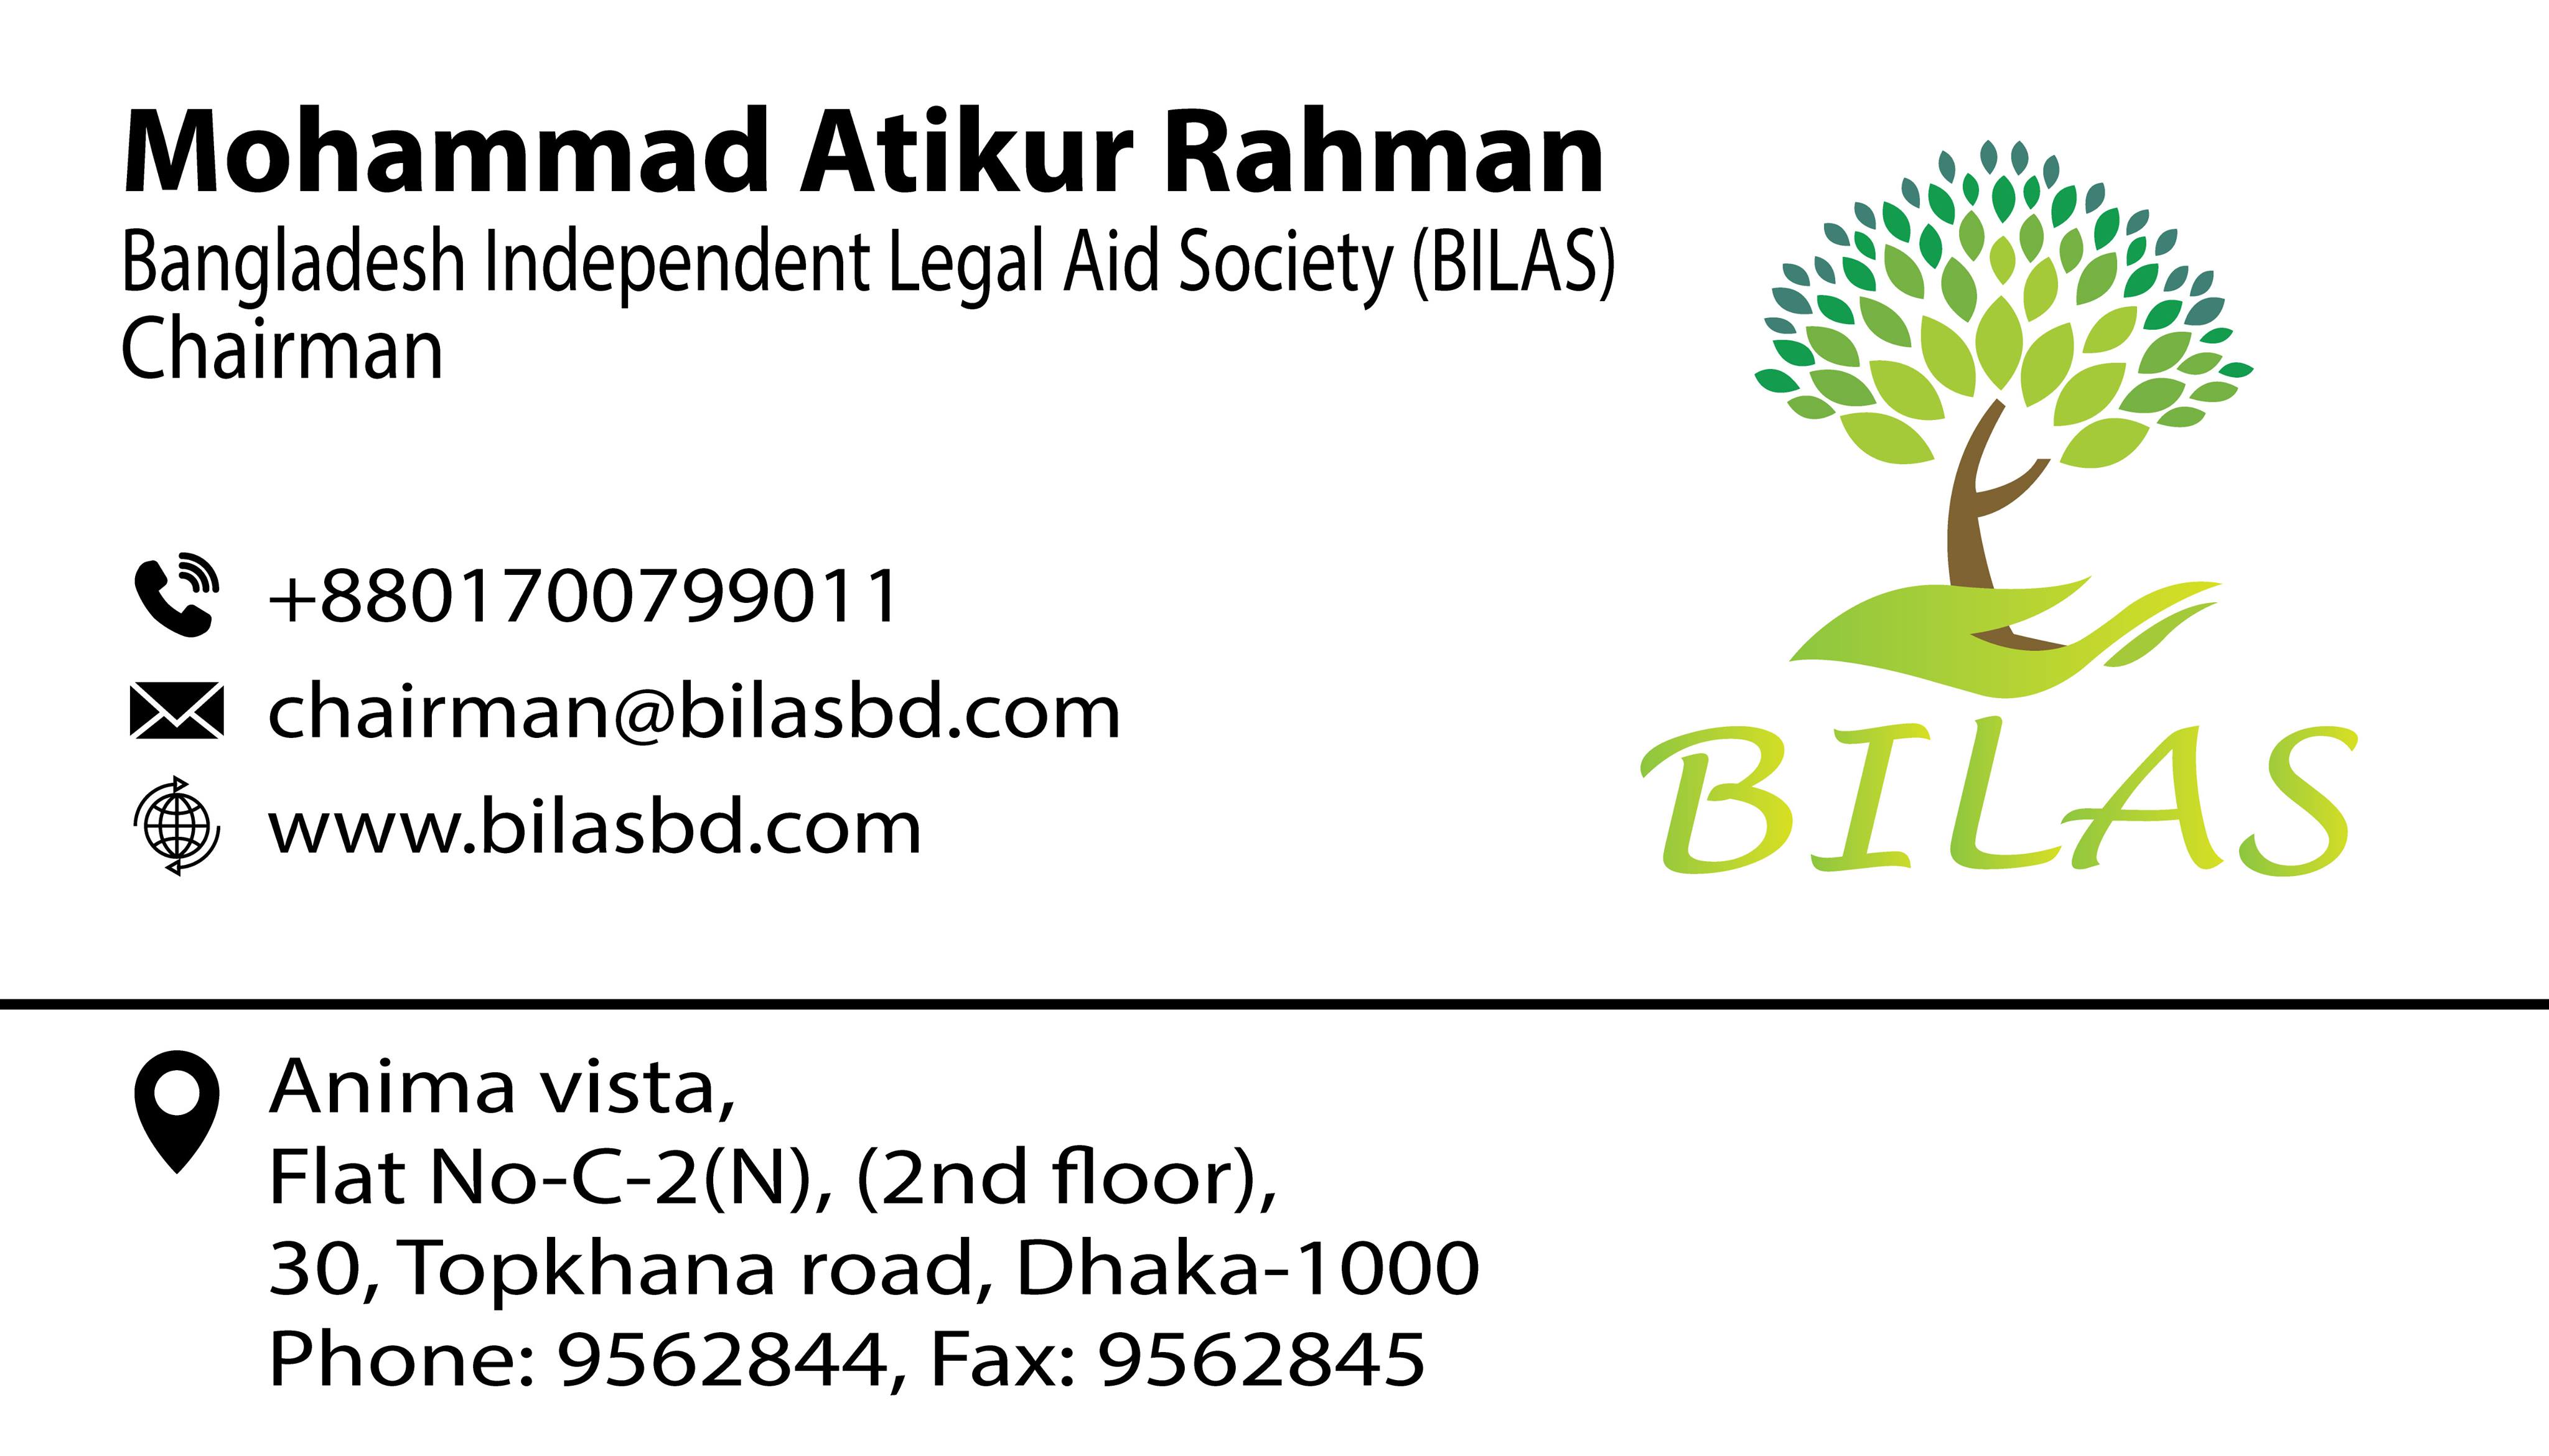 Mohammad Atikur Rahman
Bangladesh Independent Legal Aid Society (BILAS)
Chairman
+8801700799011
chairman@bilasbd.com
www.bilasbd.com
BILAS
Anima vista,
Flat No-C-2(N), (2nd floor),
30, Topkhana road, Dhaka-1000
Phone: 9562844, Fax: 9562845